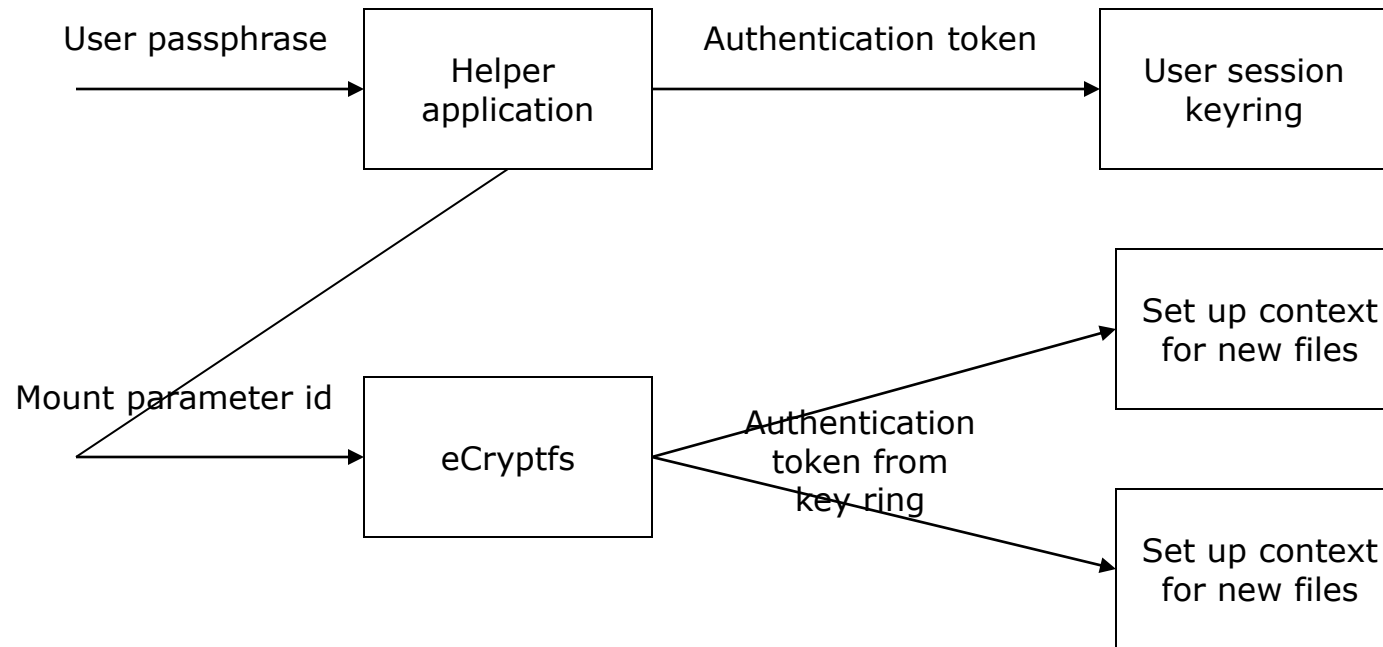 User passphrase
Helper
application
Authentication token
User session
keyring
Set up context
for new files
Mount parameter id
eCryptfs
Authentication
token from
key ring
Set up context
for new files